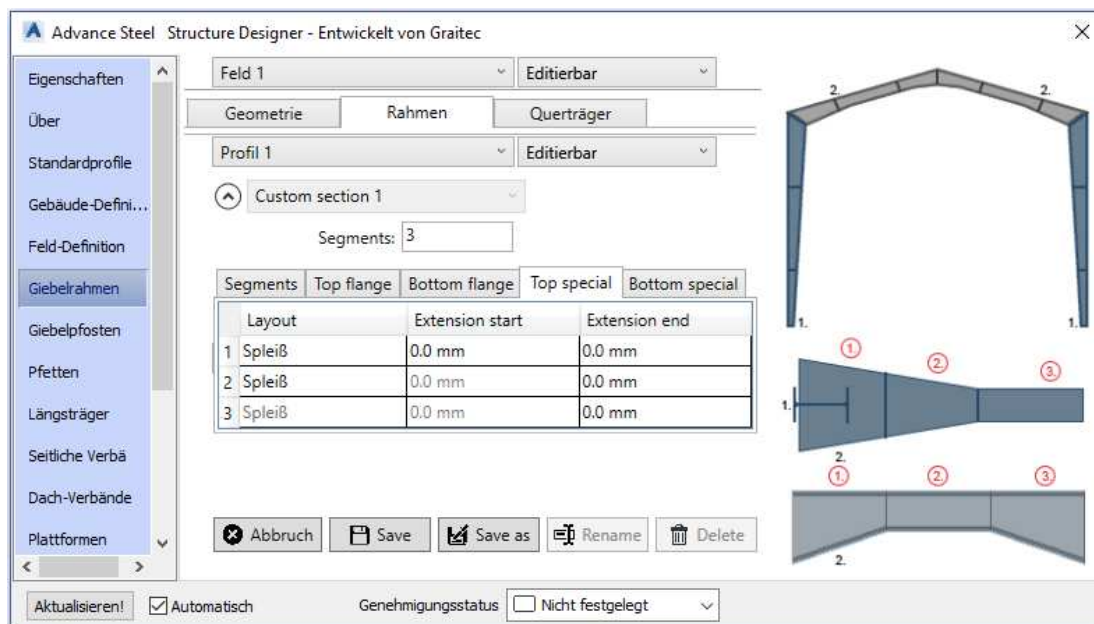 Advance Steel Structure Designer - Entwickelt von Graitec
Eigenschaften
Über
Standardprofile
Gebäude-Defini...
Feld-Definition
Giebelrahmen
Giebelpfosten
Pfetten
Längsträger
Seitliche Verbä
Dach-Verbände
Plattformen
Feld 1 Editierbar
Geometrie Rahmen Querträger
Profil 1 Editierbar
Custom section 1
Segments: 3
Segments Top flange Bottom flange Top special Bottom special
Layout Extension start Extension end
1 Spleiß 0.0 mm 0.0 mm
2 Spleiß 0.0 mm 0.0 mm
3 Spleiß 0.0 mm 0.0 mm
Abbruch Save Save as Rename Delete
2. 2.
1. 1.
1. 2. 3.
1.
2.
1. 2. 3.
2.
Aktualisieren! Automatisch Genehmigungsstatus Nicht festgelegt